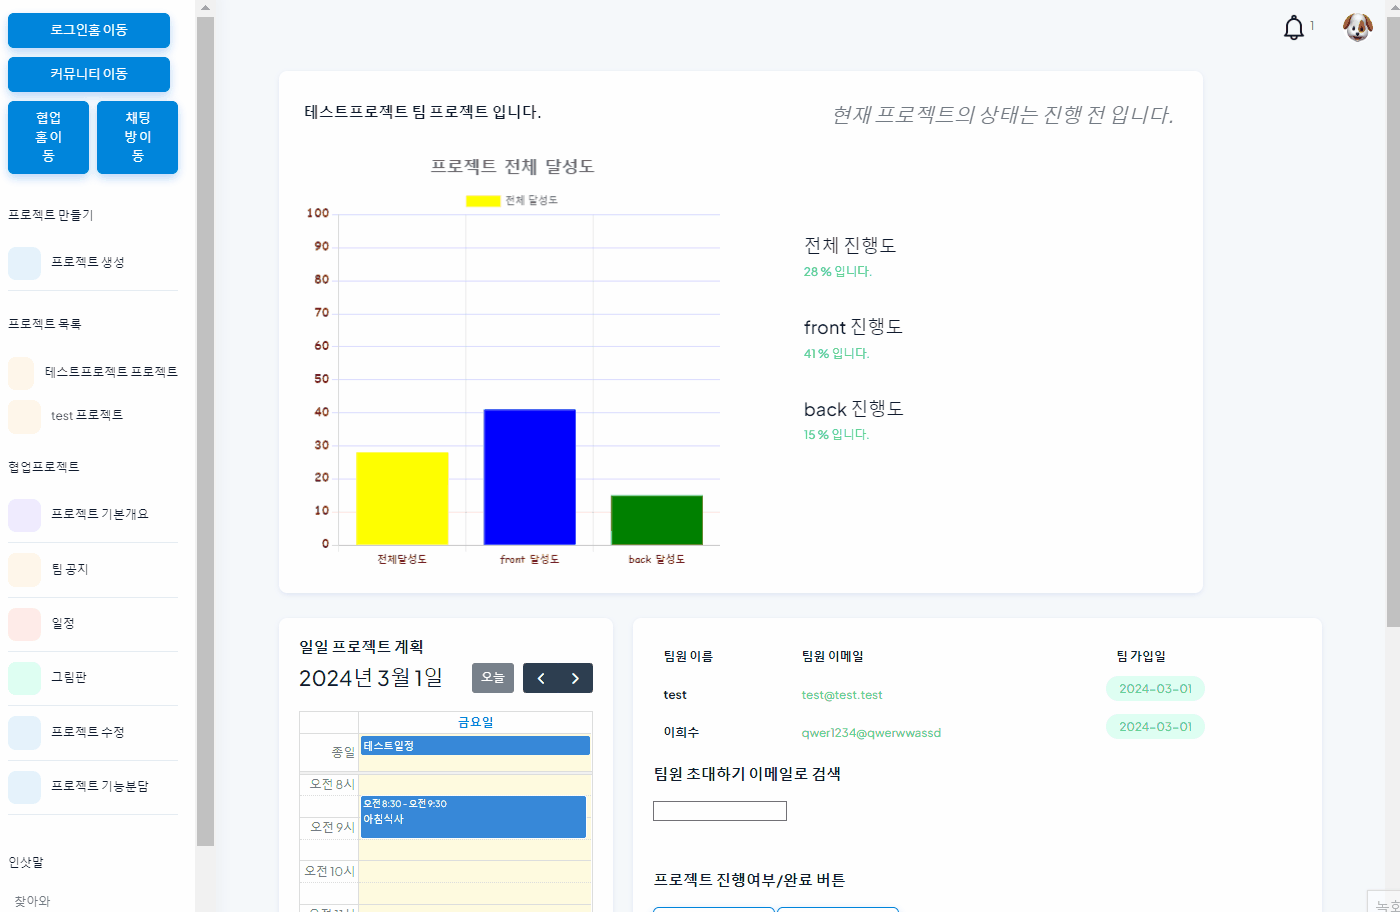 로그인홈 이동
커뮤니티 이동
협업
홈 이
동
채팅
방 이
동
프로젝트 만들기
프로젝트 생성
프로젝트 목록
테스트프로젝트 프로젝트
test 프로젝트
협업프로젝트
프로젝트 기본개요
팀 공지
일정
그림판
프로젝트 수정
프로젝트 기능분담
인삿말
찾아와
1
테스트프로젝트 팀 프로젝트 입니다.
현재 프로젝트의 상태는 진행 전 입니다.
프로젝트 전체 달성도
전체 달성도
100
90
80
70
60
50
40
30
20
10
0
전체달성도
front 달성도
back 달성도
전체 진행도
28 % 입니다.
front 진행도
41 % 입니다.
back 진행도
15 % 입니다.
일일 프로젝트 계획
2024년 3월 1일
오늘
금요일
종일
테스트일정
오전 8시
오전 8:30 - 오전 9:30
아침식사
오전 9시
오전 10시
팀원 이름 팀원 이메일 팀 가입일
test test@test.test 2024-03-01
이희수 qwer1234@qwerwwassd 2024-03-01
팀원 초대하기 이메일로 검색
프로젝트 진행여부/완료 버튼